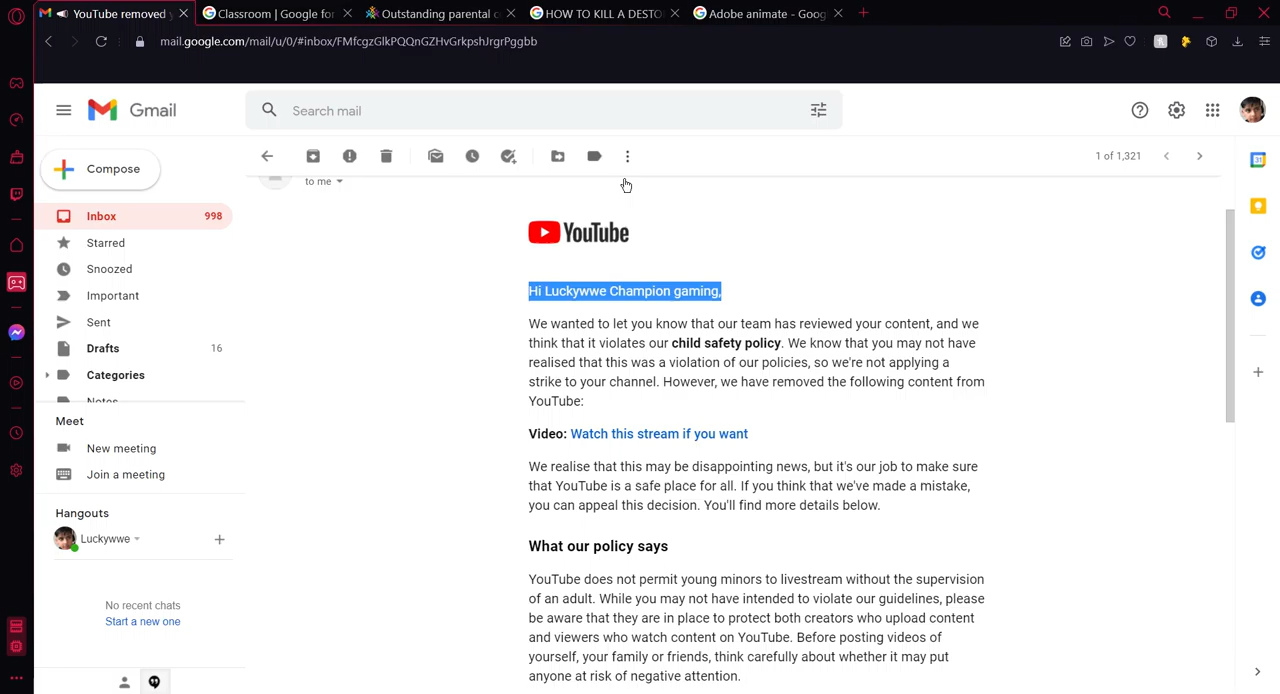 YouTube removed y
Classroom | Google for
Outstanding parental c
HOW TO KILL A DESTO
Adobe animate - Goog
mail.google.com/mail/u/0/#inbox/FMfcgzGlkPQQnGZHvGrkpshJrgrPggbb
Gmail
Search mail
Compose
1 of 1,321
to me
Inbox 998
Starred
Snoozed
Important
Sent
Drafts 16
Categories
Notes
Meet
New meeting
Join a meeting
Hangouts
Luckywwe
No recent chats
Start a new one
YouTube
Hi Luckywwe Champion gaming,
We wanted to let you know that our team has reviewed your content, and we
think that it violates our child safety policy. We know that you may not have
realised that this was a violation of our policies, so we're not applying a
strike to your channel. However, we have removed the following content from
YouTube:
Video: Watch this stream if you want
We realise that this may be disappointing news, but it's our job to make sure
that YouTube is a safe place for all. If you think that we've made a mistake,
you can appeal this decision. You'll find more details below.
What our policy says
YouTube does not permit young minors to livestream without the supervision
of an adult. While you may not have intended to violate our guidelines, please
be aware that they are in place to protect both creators who upload content
and viewers who watch content on YouTube. Before posting videos of
yourself, your family or friends, think carefully about whether it may put
anyone at risk of negative attention.
31